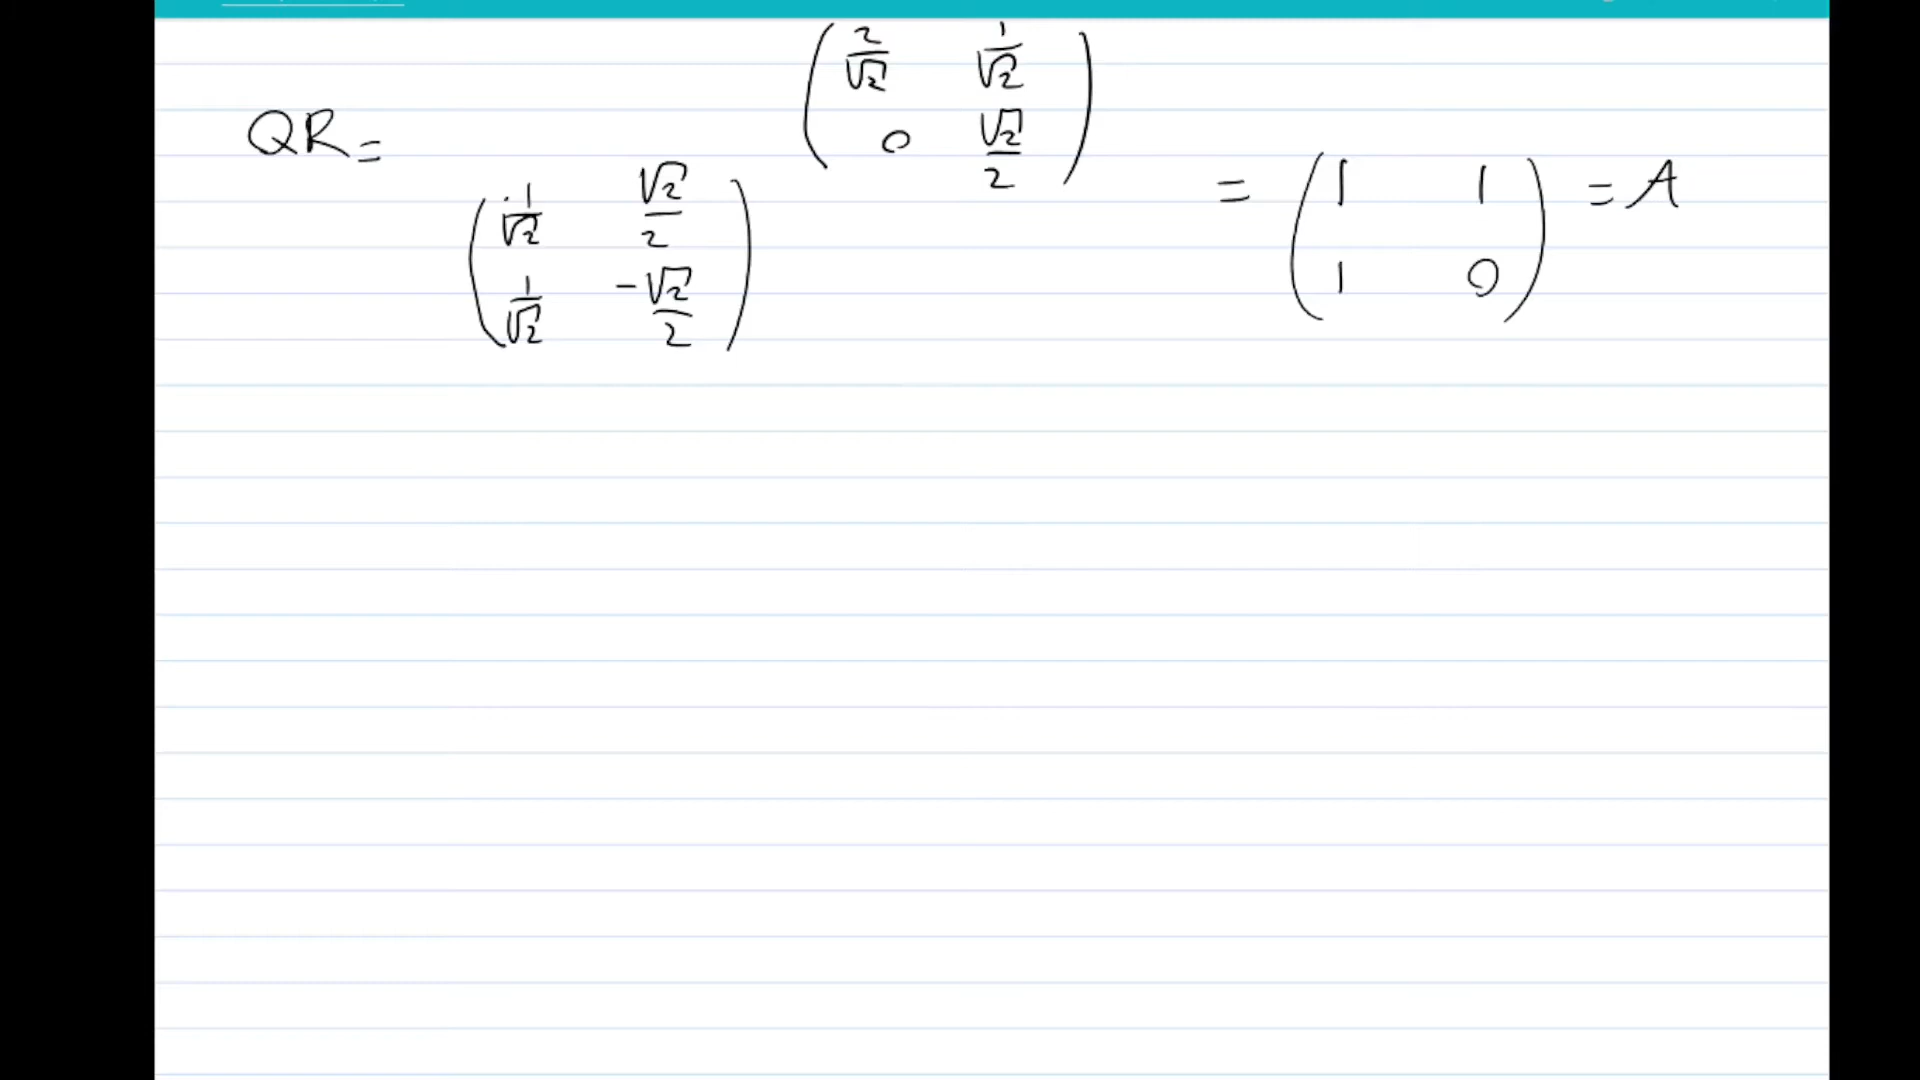 QR =
( 2/√2 1/√2
0 √2/2 )
( 1/√2 √2/2
1/√2 -√2/2 )
= ( 1 1
1 0 ) = A